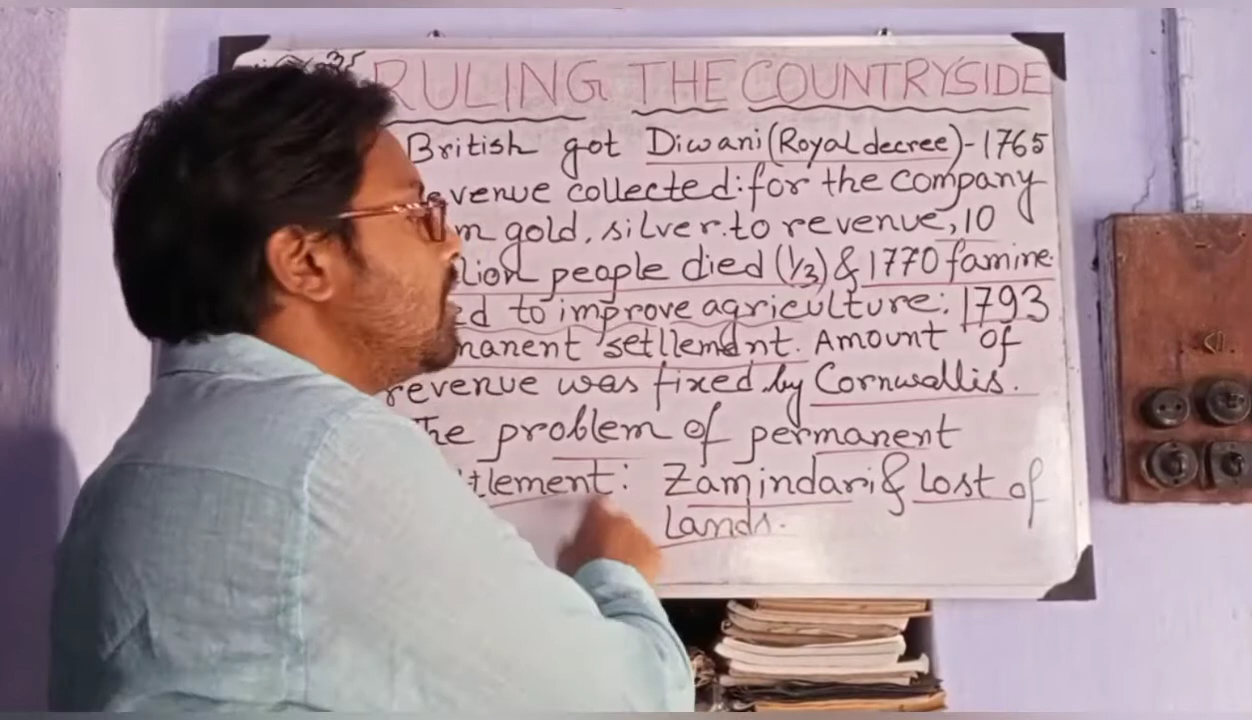 RULING THE COUNTRYSIDE
British got Diwani (Royal decree) - 1765
evenue collected: for the company
m gold, silver. to revenue, 10
lion people died (1/3) & 1770 famine
ed to improve agriculture: 1793
manent setllement. Amount of
revenue was fixed by Cornwallis.
he problem of permanent
tlement: Zamindari & Lost of
Lands.